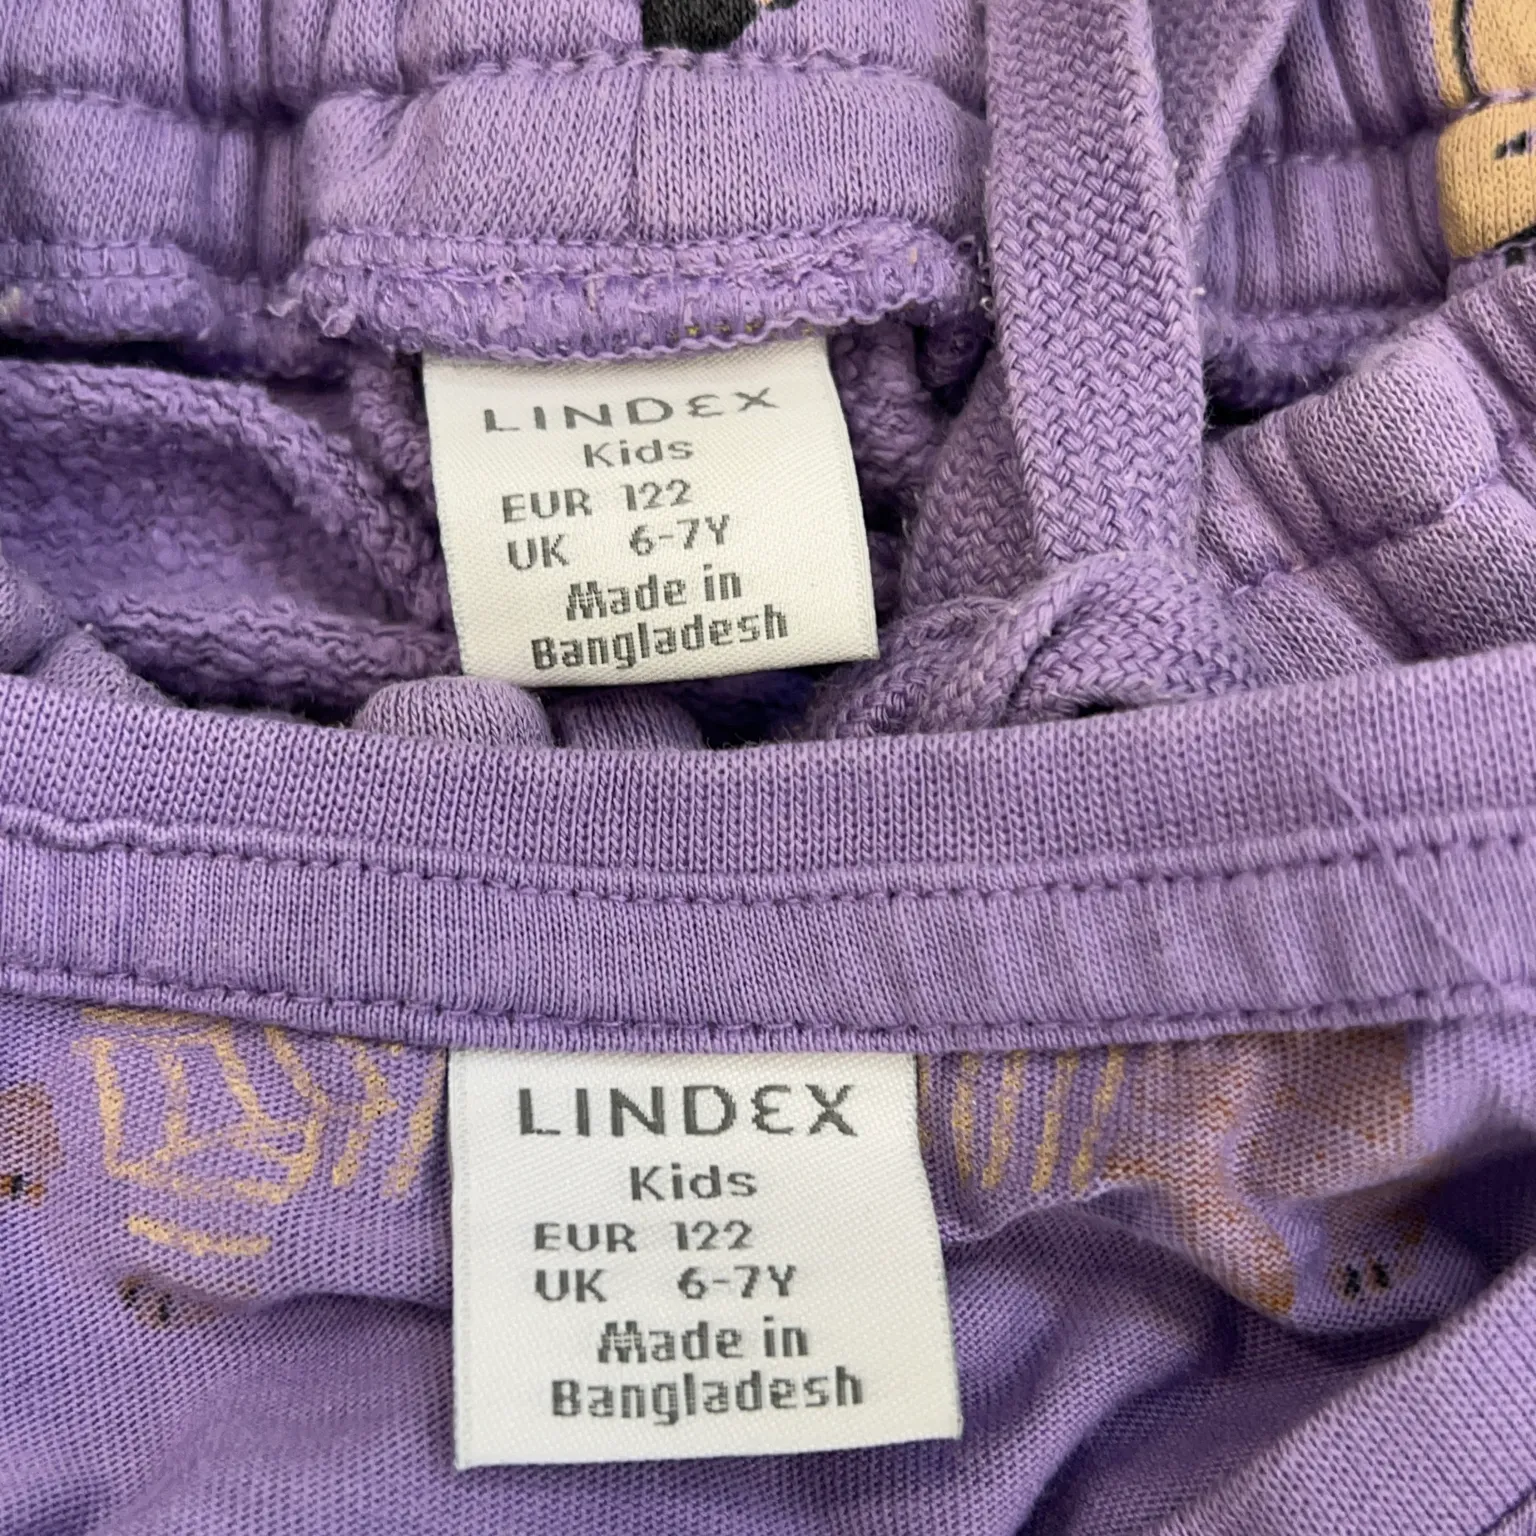 LINDEX
Kids
EUR 122
UK 6-7Y
Made in
Bangladesh
LINDEX
Kids
EUR 122
UK 6-7Y
Made in
Bangladesh